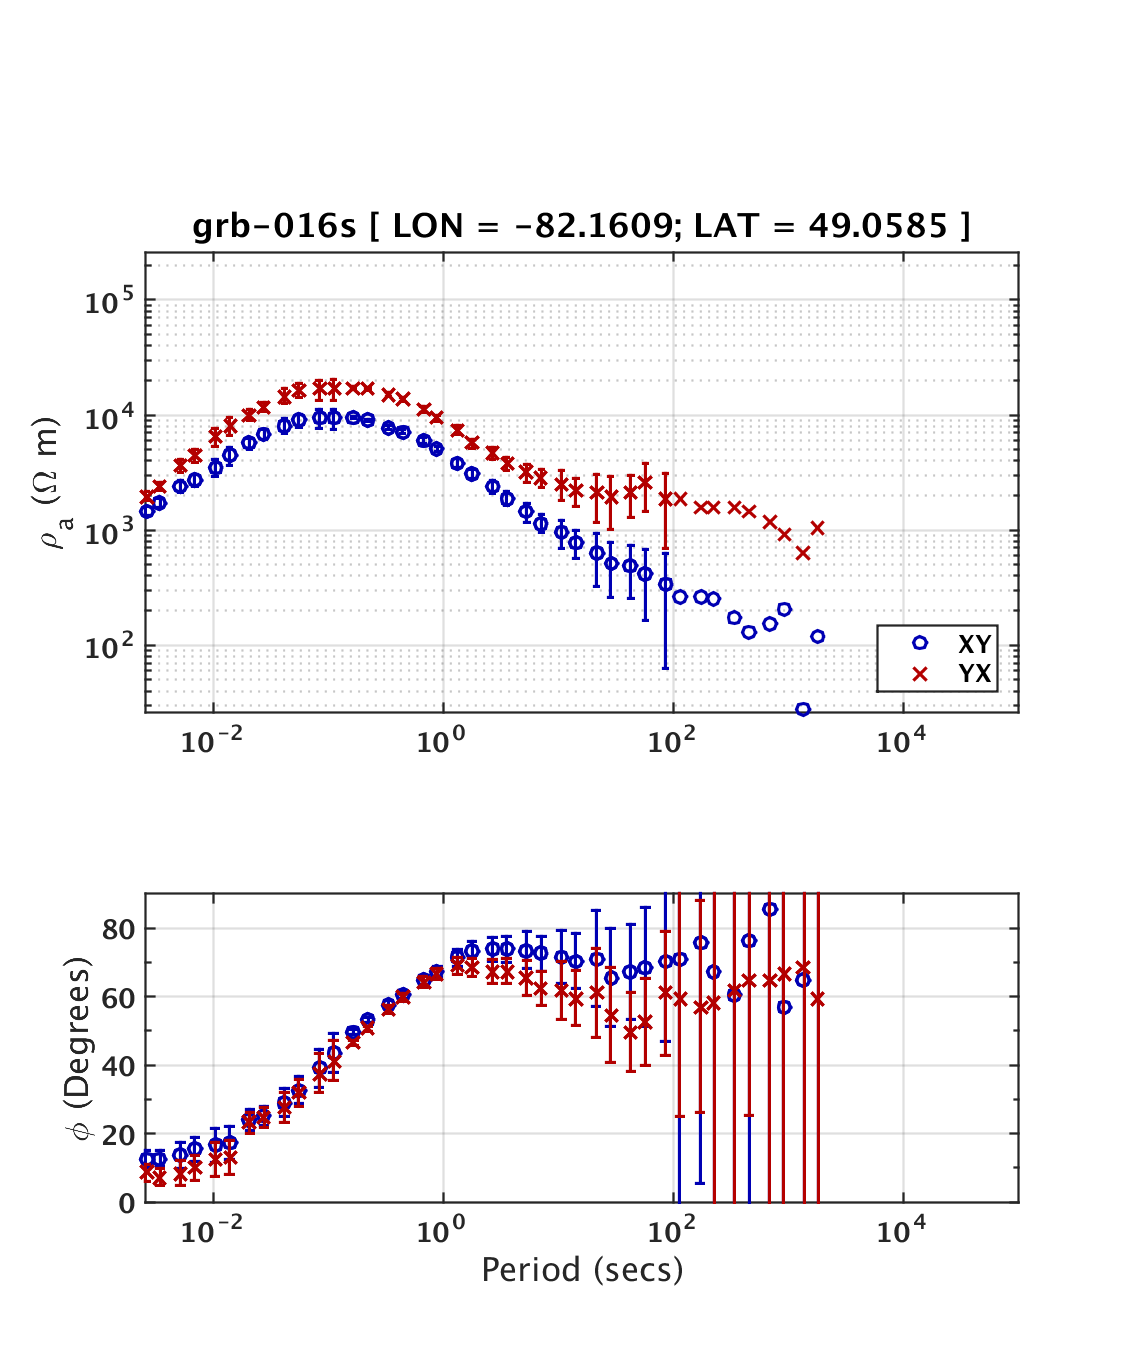 grb-016s [ LON = -82.1609; LAT = 49.0585 ]
10^5
10^4
10^3
10^2
ρa (Ω m)
XY
YX
10^-2 10^0 10^2 10^4
80
60
40
20
0
ϕ (Degrees)
10^-2 10^0 10^2 10^4
Period (secs)